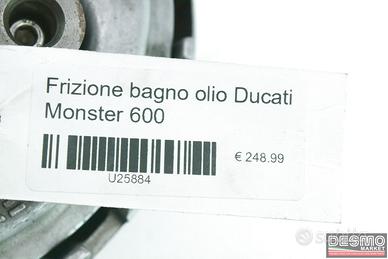 Frizione bagno olio Ducati
Monster 600
€ 248.99
U25884
DESMO
MARKET